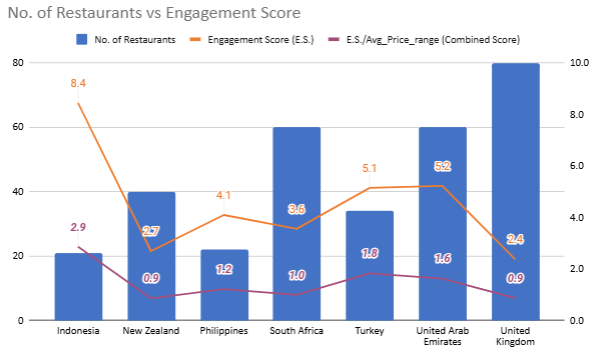 No. of Restaurants vs Engagement Score
No. of Restaurants Engagement Score (E.S.) E.S./Avg_Price_range (Combined Score)
80 10.0
8.4
8.0
60
5.1 5.2 6.0
4.1
40 3.6 4.0
2.9 2.7 2.4
1.8 1.6
20 1.2 1.0 2.0
0.9 0.9
0 0.0
Indonesia New Zealand Philippines South Africa Turkey United Arab United
Emirates Kingdom